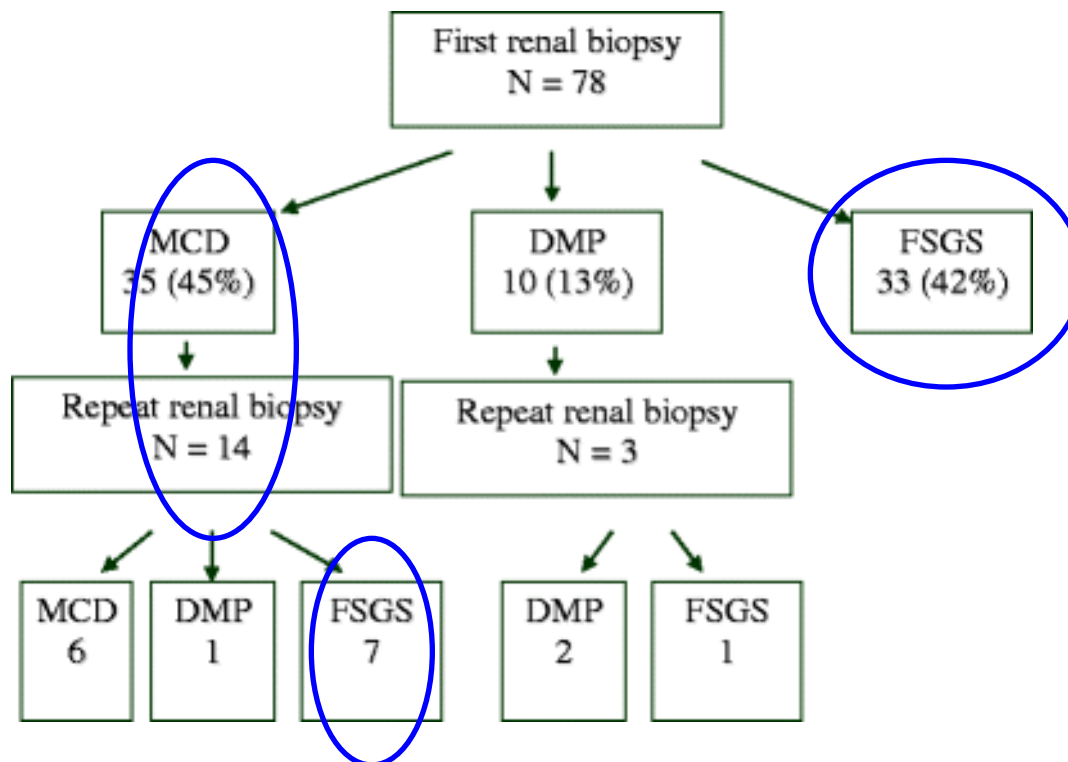 First renal biopsy
N = 78
MCD
35 (45%)
DMP
10 (13%)
FSGS
33 (42%)
Repeat renal biopsy
N = 14
Repeat renal biopsy
N = 3
MCD
6
DMP
1
FSGS
7
DMP
2
FSGS
1